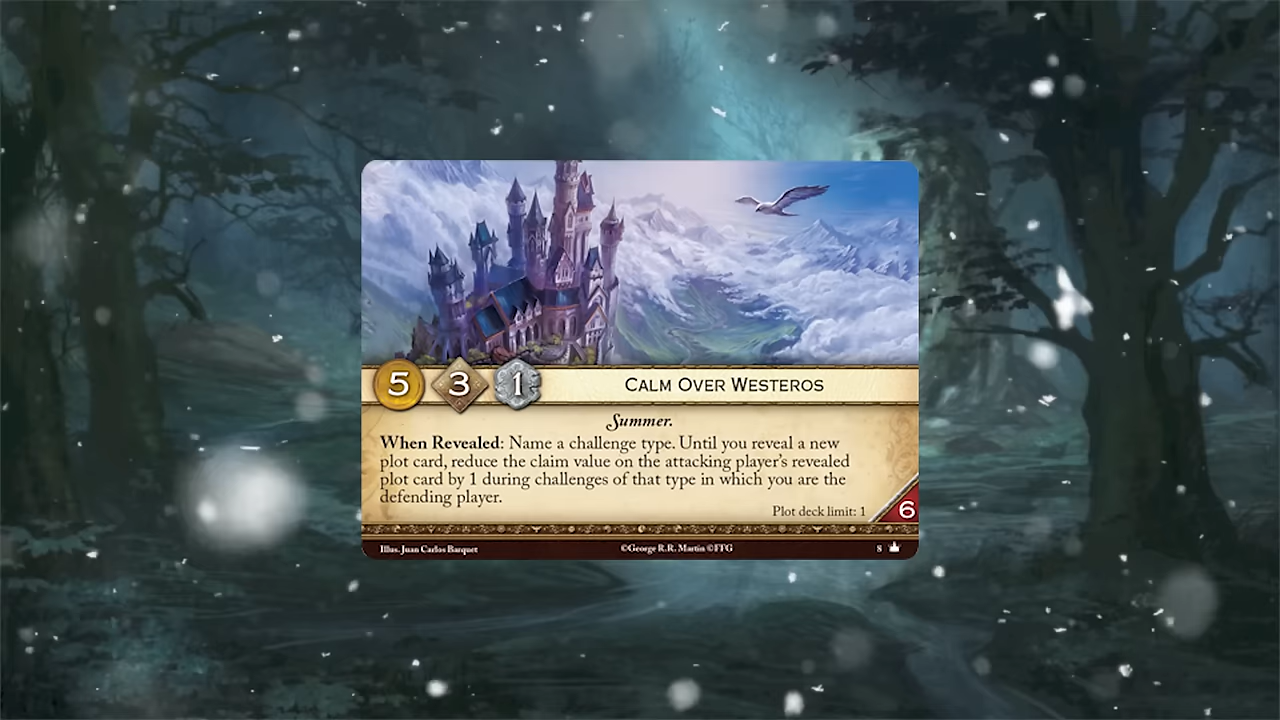 5 3 1 Calm Over Westeros
Summer.
When Revealed: Name a challenge type. Until you reveal a new
plot card, reduce the claim value on the attacking player's revealed
plot card by 1 during challenges of that type in which you are the
defending player.
Plot deck limit: 1
6
Illus. Juan Carlos Barquet ©George R.R. Martin ©FFG 8